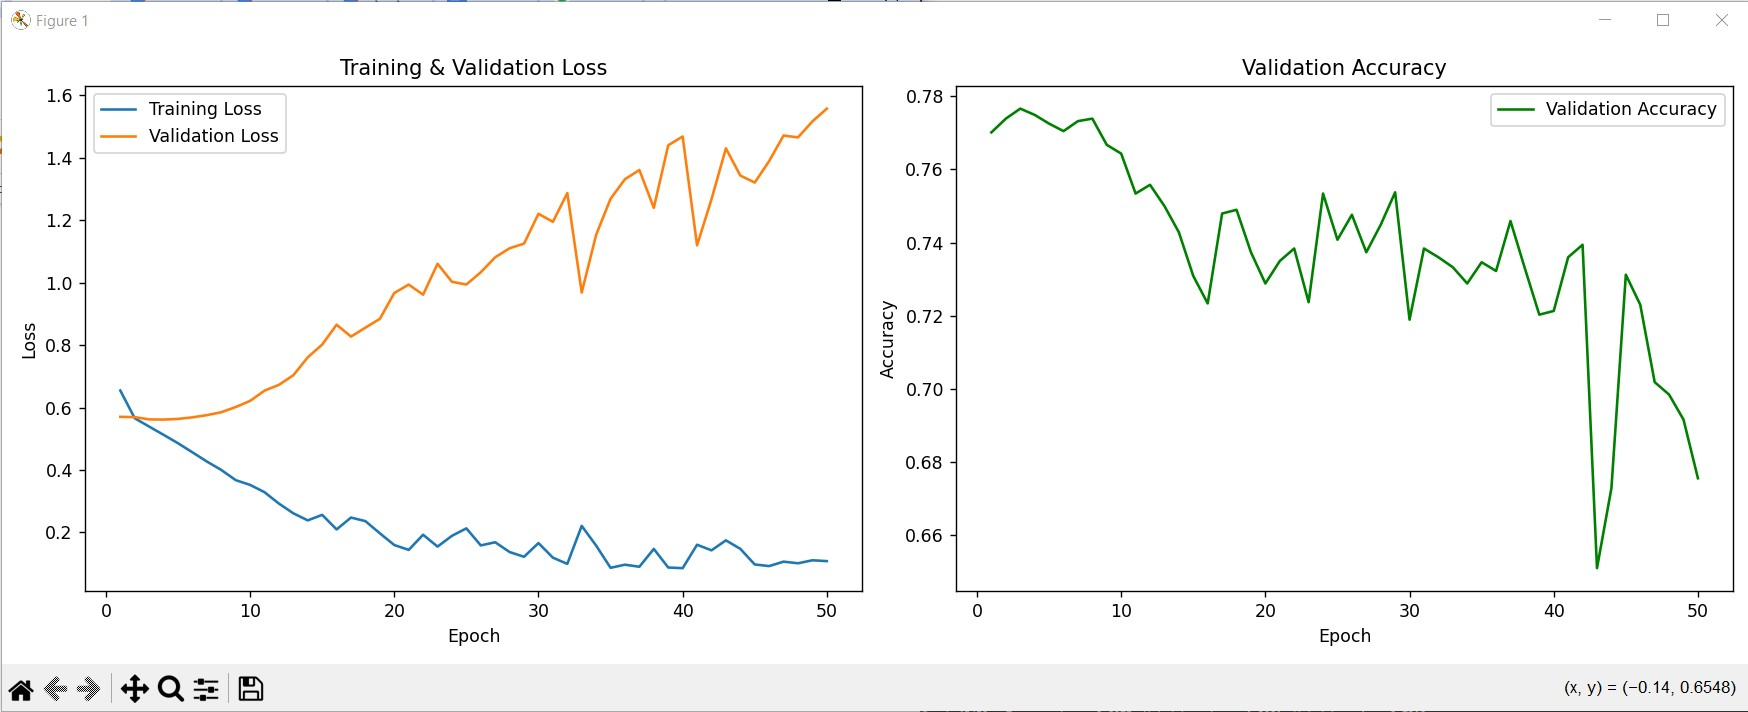 Figure 1
Training & Validation Loss
Training Loss
Validation Loss
1.6
1.4
1.2
1.0
0.8
0.6
0.4
0.2
Loss
0 10 20 30 40 50
Epoch
Validation Accuracy
Validation Accuracy
0.78
0.76
0.74
0.72
0.70
0.68
0.66
Accuracy
0 10 20 30 40 50
Epoch
(x, y) = (−0.14, 0.6548)